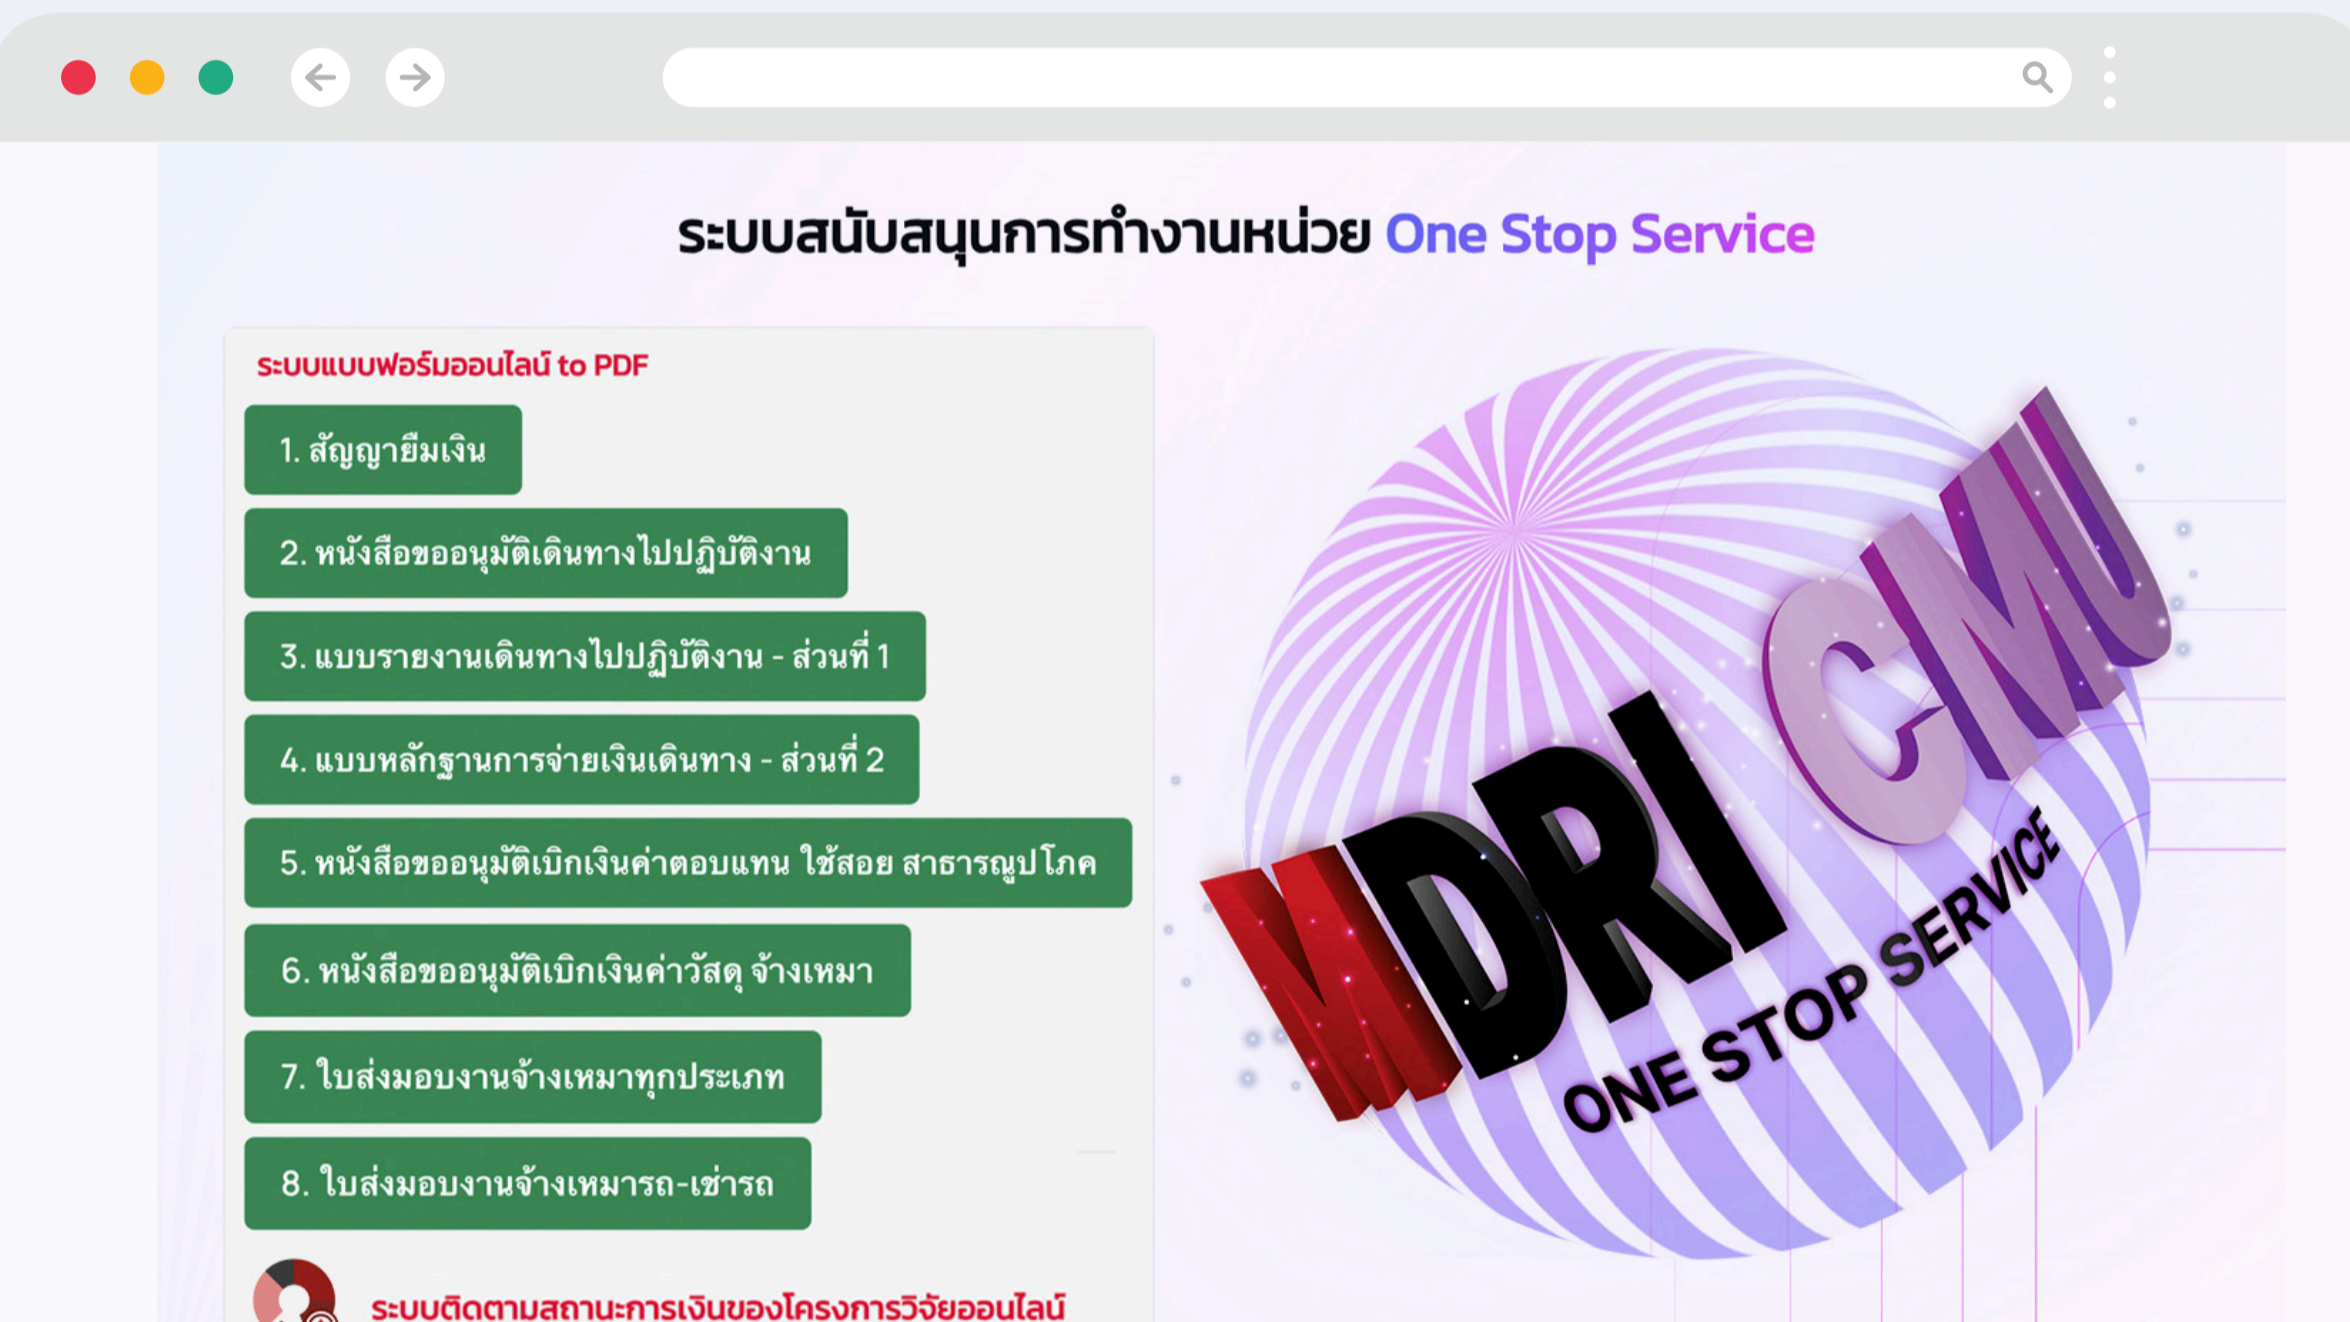 ระบบสนับสนุนการทำงานหน่วย One Stop Service
ระบบแบบฟอร์มออนไลน์ to PDF
1. สัญญายืมเงิน
2. หนังสือขออนุมัติเดินทางไปปฏิบัติงาน
3. แบบรายงานเดินทางไปปฏิบัติงาน - ส่วนที่ 1
4. แบบหลักฐานการจ่ายเงินเดินทาง - ส่วนที่ 2
5. หนังสือขออนุมัติเบิกเงินค่าตอบแทน ใช้สอย สาธารณูปโภค
6. หนังสือขออนุมัติเบิกเงินค่าวัสดุ จ้างเหมา
7. ใบส่งมอบงานจ้างเหมาทุกประเภท
8. ใบส่งมอบงานจ้างเหมารถ-เช่ารถ
ระบบติดตามสถานะการเงินของโครงการวิจัยออนไลน์
MDRI CMU
ONE STOP SERVICE